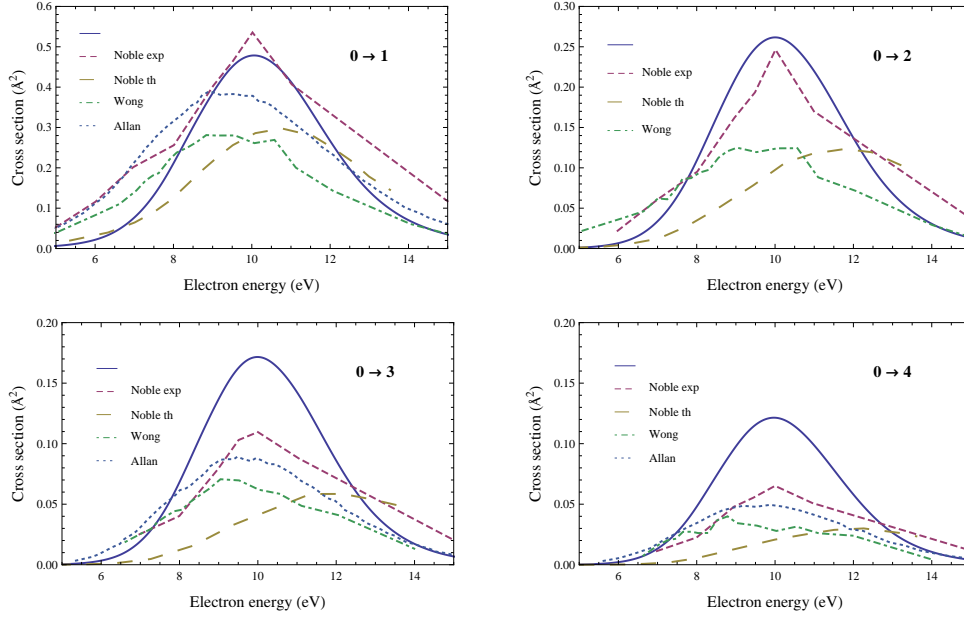 0.6
0.5
0.4
0.3
0.2
0.1
0.0
6 8 10 12 14
Cross section (Å²)
Electron energy (eV)
Noble exp
Noble th
Wong
Allan
0 → 1
0.30
0.25
0.20
0.15
0.10
0.05
0.00
6 8 10 12 14
Cross section (Å²)
Electron energy (eV)
Noble exp
Noble th
Wong
0 → 2
0.20
0.15
0.10
0.05
0.00
6 8 10 12 14
Cross section (Å²)
Electron energy (eV)
Noble exp
Noble th
Wong
Allan
0 → 3
0.20
0.15
0.10
0.05
0.00
6 8 10 12 14
Cross section (Å²)
Electron energy (eV)
Noble exp
Noble th
Wong
Allan
0 → 4